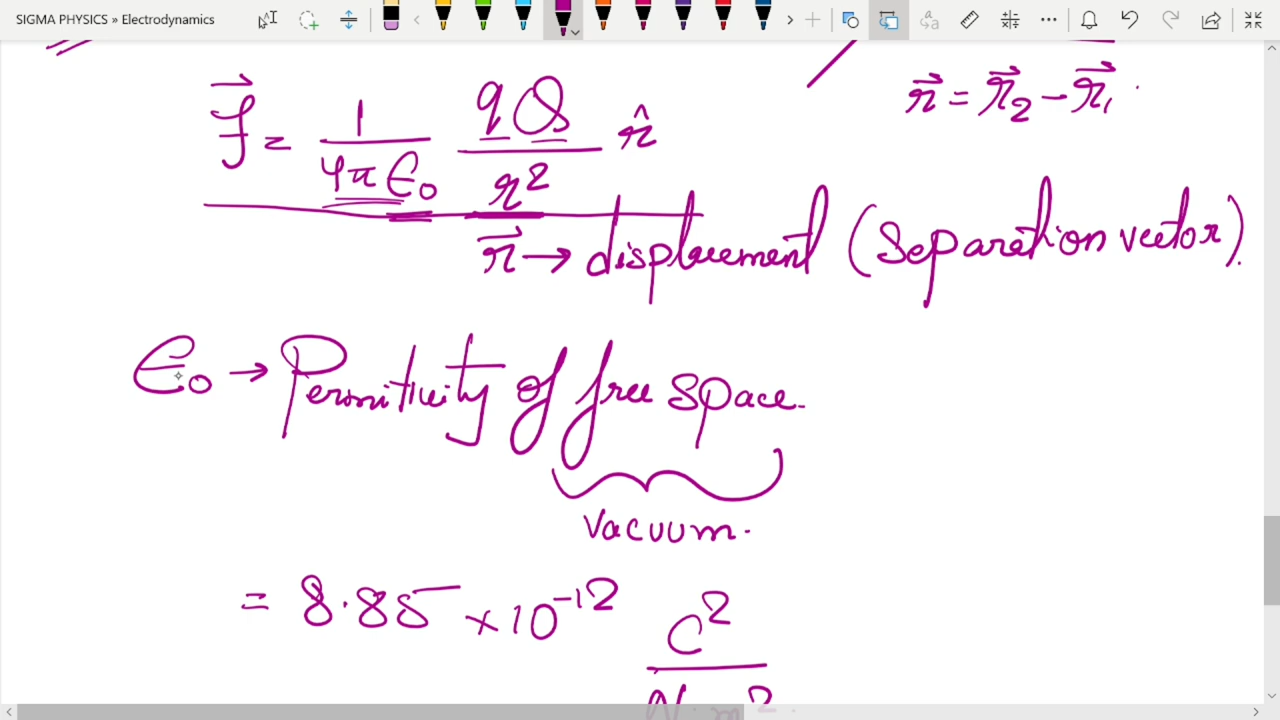 SIGMA PHYSICS » Electrodynamics
r⃗ = r⃗₂ − r⃗₁ .
f⃗ = 1/(4πϵ₀) qQ/r² r̂
r⃗ → displacement (Separation vector).
ϵ₀ → Permitivity of free space.
Vacuum.
= 8.85 × 10⁻¹² C²/N·m²